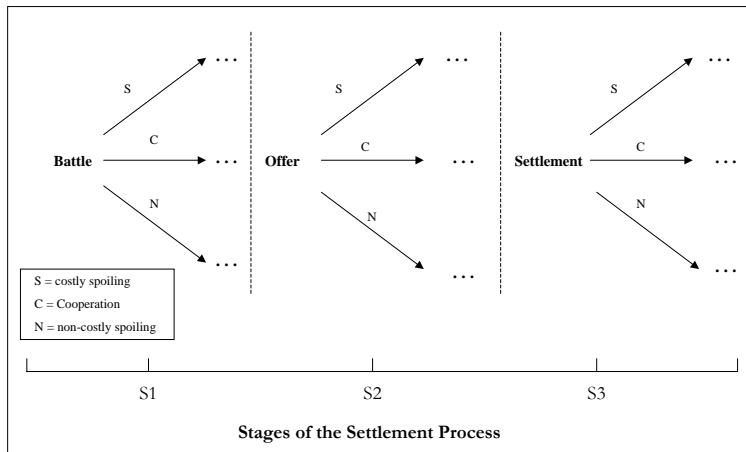 ... ... ...
S S S
C C C
Battle ... Offer ... Settlement ...
N N N
... ... ...
S = costly spoiling
C = Cooperation
N = non-costly spoiling
S1 S2 S3
Stages of the Settlement Process